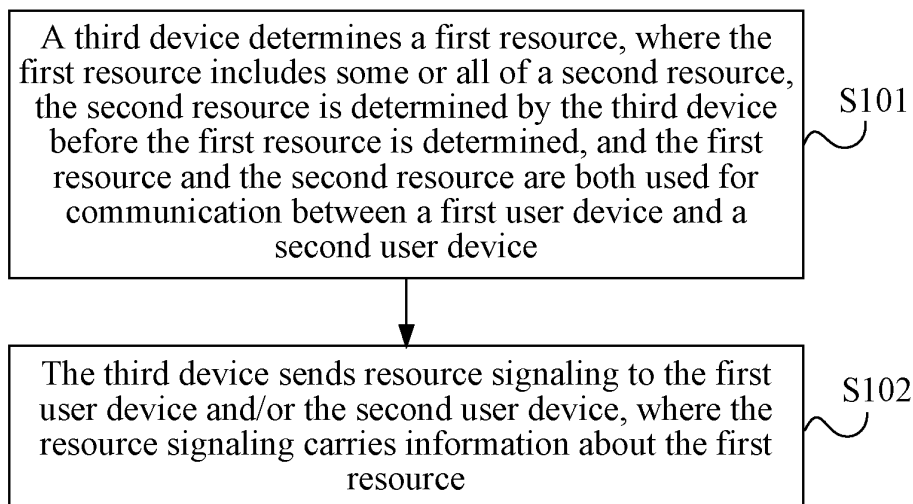 A third device determines a first resource, where the
first resource includes some or all of a second resource,
the second resource is determined by the third device
before the first resource is determined, and the first
resource and the second resource are both used for
communication between a first user device and a
second user device
S101
The third device sends resource signaling to the first
user device and/or the second user device, where the
resource signaling carries information about the first
resource
S102